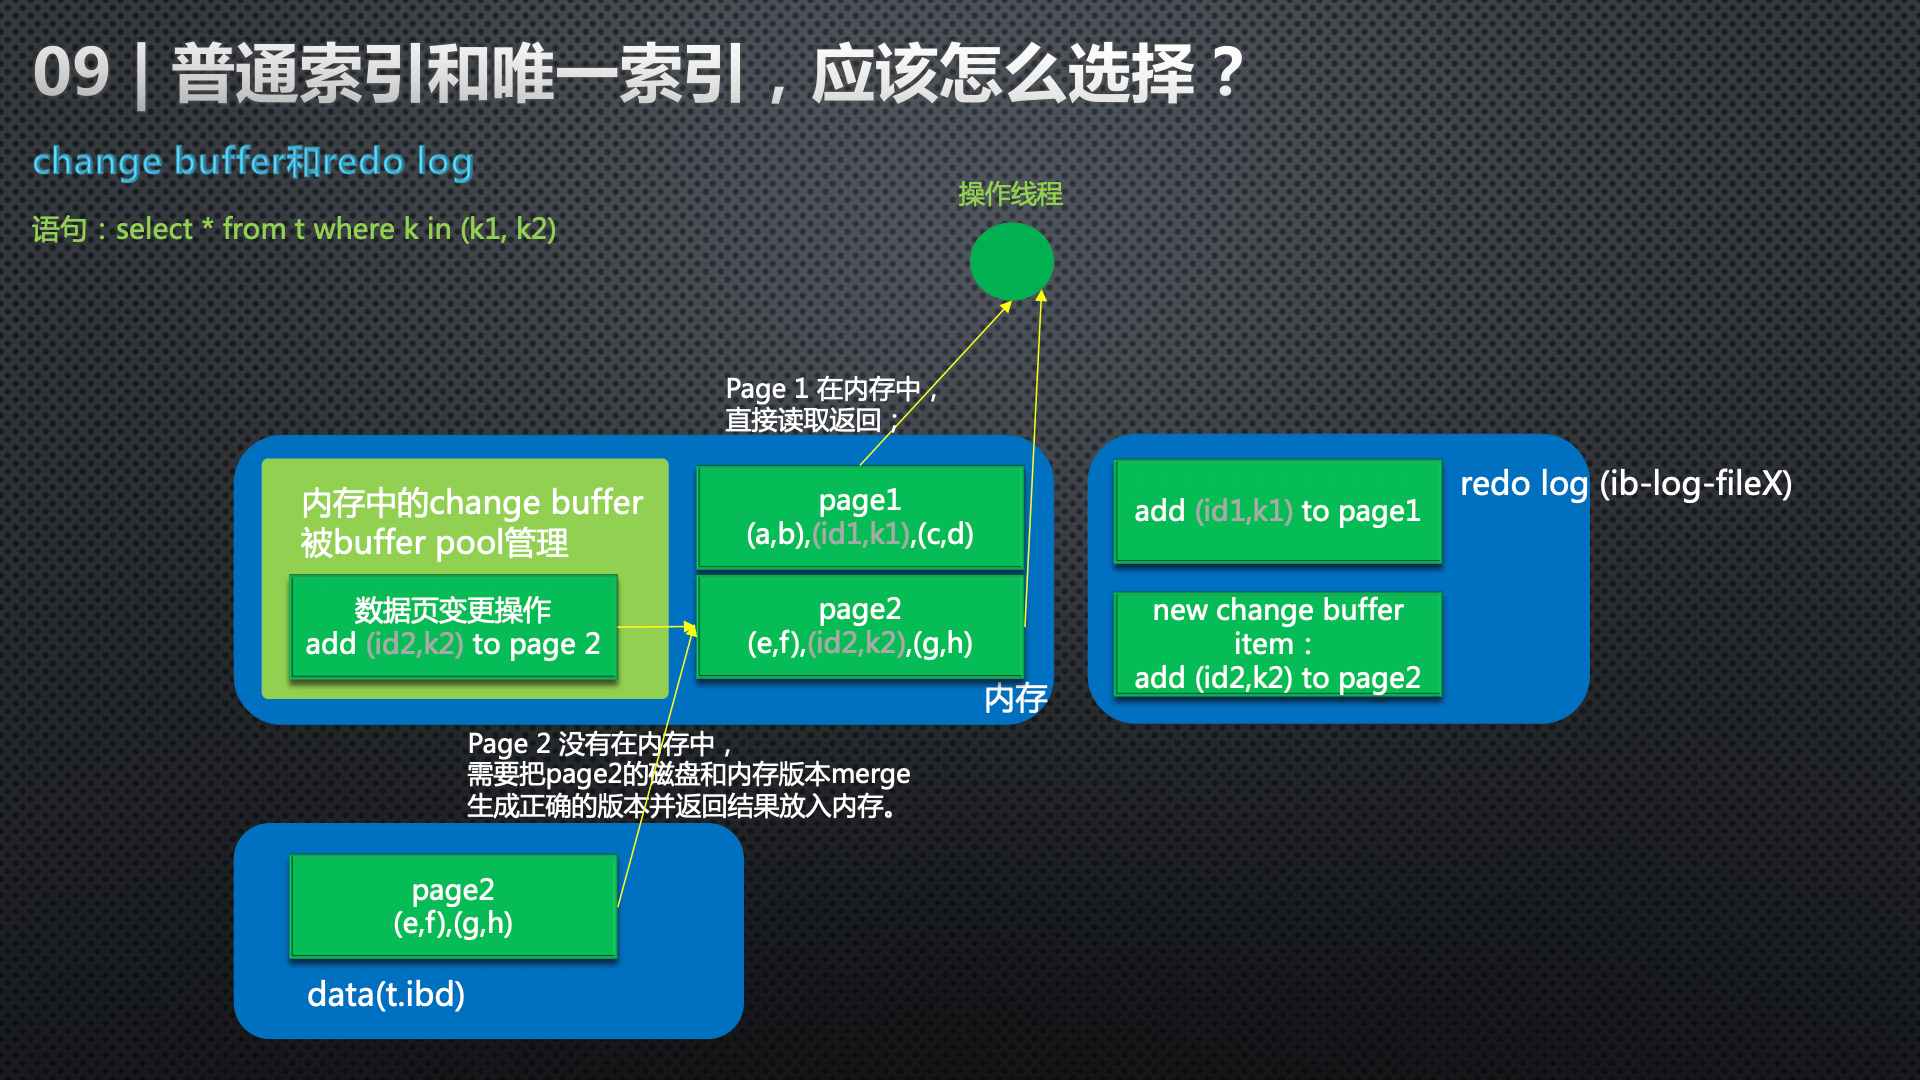 09 | 普通索引和唯一索引，应该怎么选择？
change buffer和redo log
语句：select * from t where k in (k1, k2)
操作线程
Page 1 在内存中，
直接读取返回；
内存中的change buffer
被buffer pool管理
数据页变更操作
add (id2,k2) to page 2
page1
(a,b),(id1,k1),(c,d)
page2
(e,f),(id2,k2),(g,h)
内存
add (id1,k1) to page1
redo log (ib-log-fileX)
new change buffer
item：
add (id2,k2) to page2
Page 2 没有在内存中，
需要把page2的磁盘和内存版本merge
生成正确的版本并返回结果放入内存。
page2
(e,f),(g,h)
data(t.ibd)